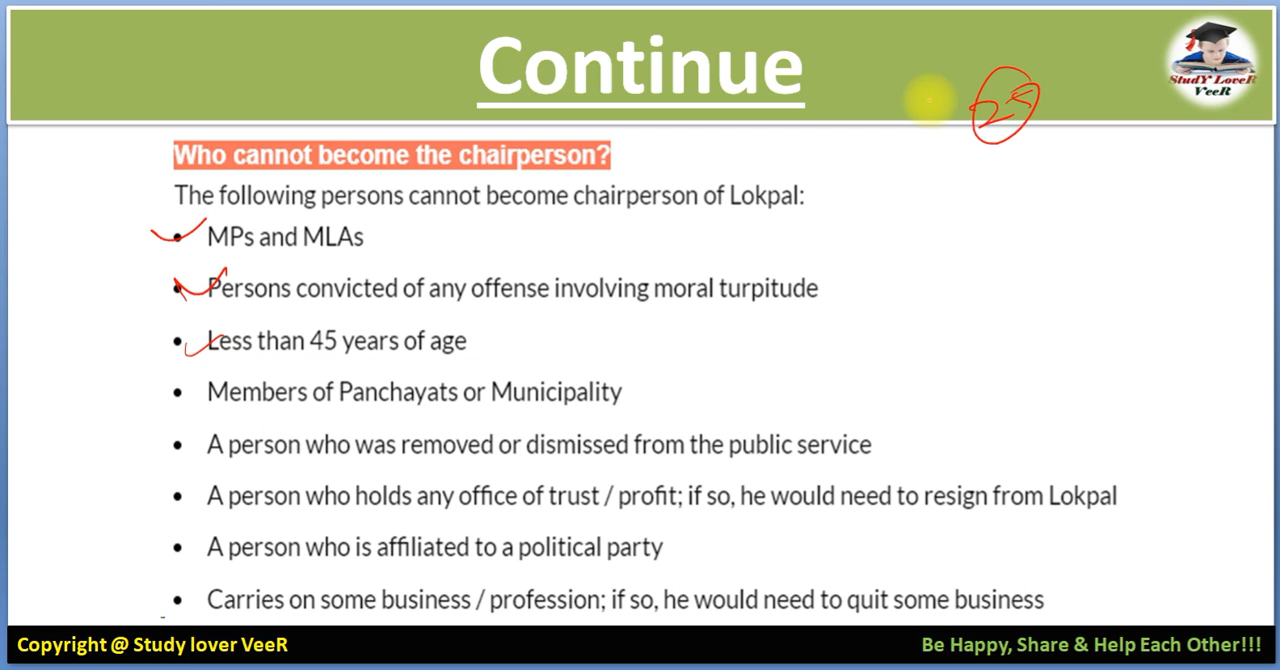 Continue
StudY LoveR
VeeR
25
Who cannot become the chairperson?
The following persons cannot become chairperson of Lokpal:
• MPs and MLAs
• Persons convicted of any offense involving moral turpitude
• Less than 45 years of age
• Members of Panchayats or Municipality
• A person who was removed or dismissed from the public service
• A person who holds any office of trust / profit; if so, he would need to resign from Lokpal
• A person who is affiliated to a political party
• Carries on some business / profession; if so, he would need to quit some business
Copyright @ Study lover VeeR
Be Happy, Share & Help Each Other!!!